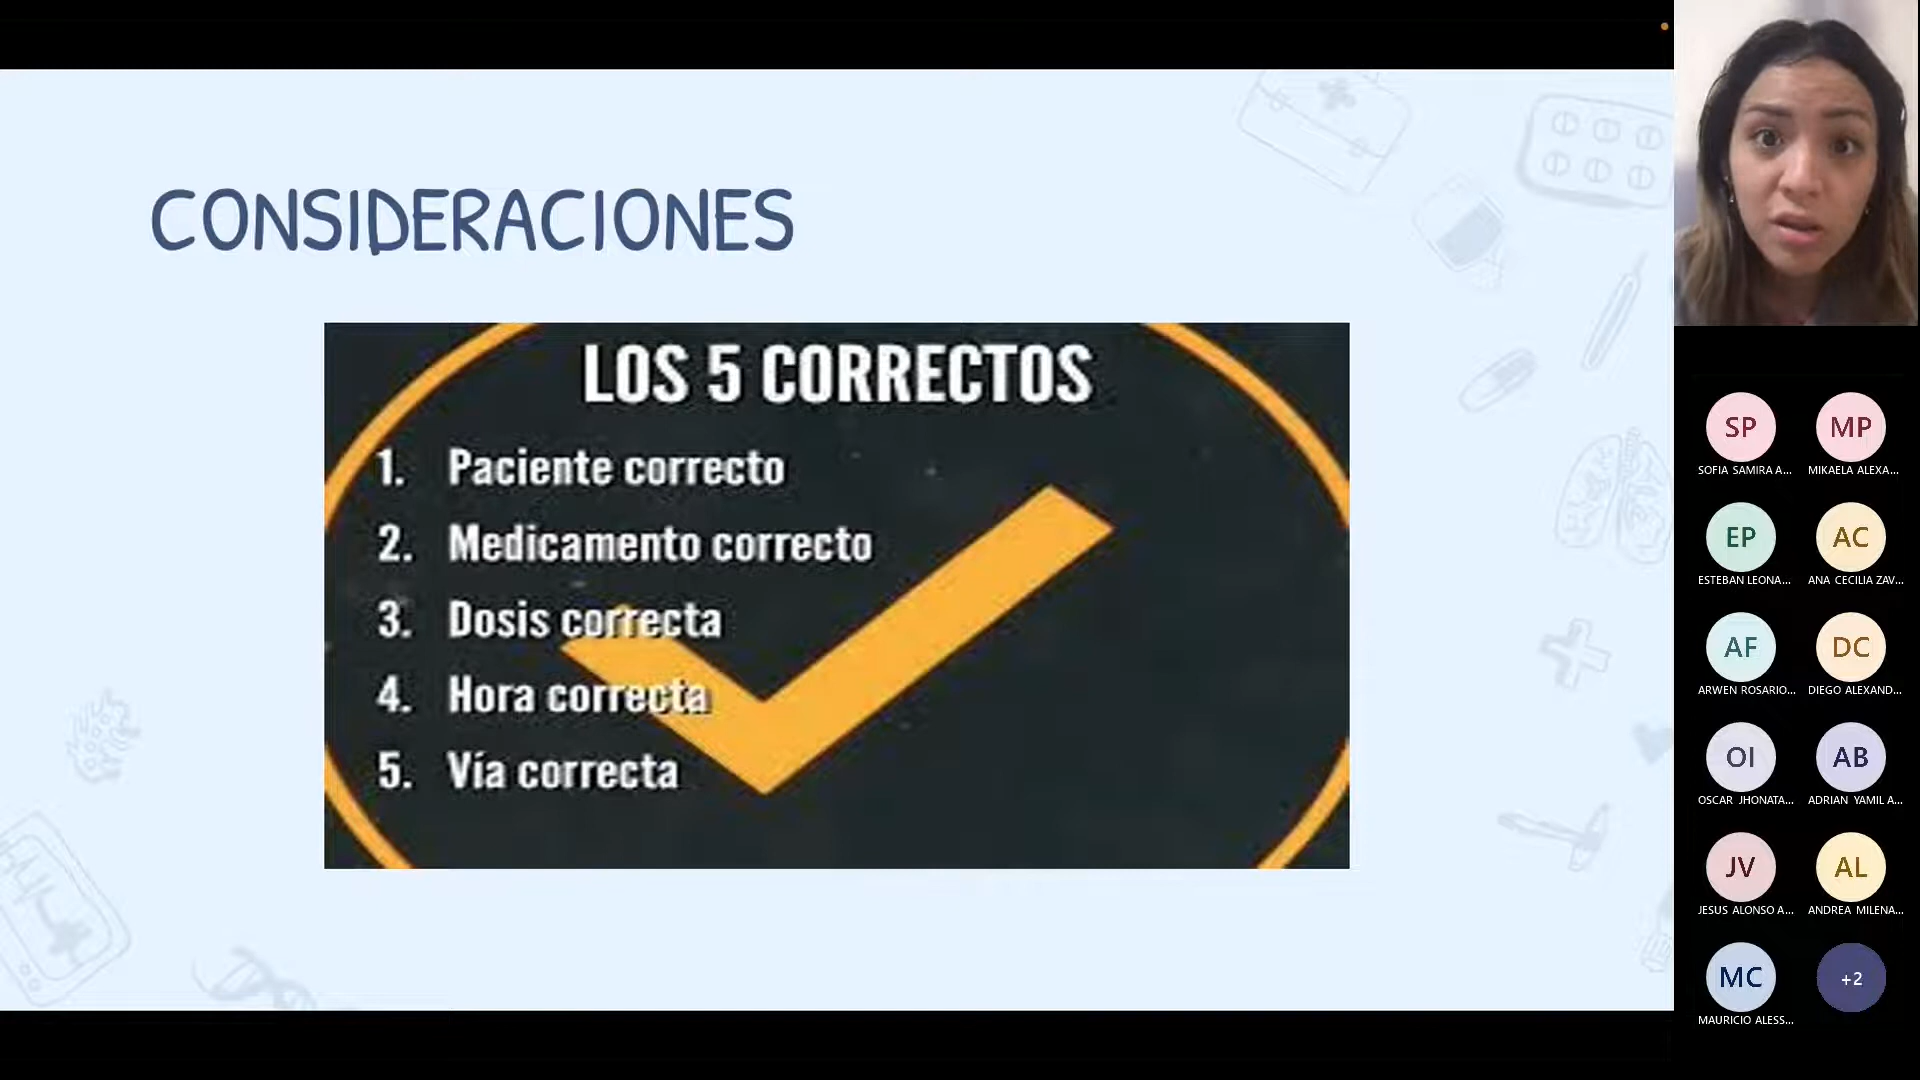 CONSIDERACIONES
LOS 5 CORRECTOS
1. Paciente correcto
2. Medicamento correcto
3. Dosis correcta
4. Hora correcta
5. Vía correcta
SP
MP
SOFIA SAMIRA A...
MIKAELA ALEXA...
EP
AC
ESTEBAN LEONA...
ANA CECILIA ZAV...
AF
DC
ARWEN ROSARIO...
DIEGO ALEXAND...
OI
AB
OSCAR JHONATA...
ADRIAN YAMIL A...
JV
AL
JESUS ALONSO A...
ANDREA MILENA...
MC
+2
MAURICIO ALESS...